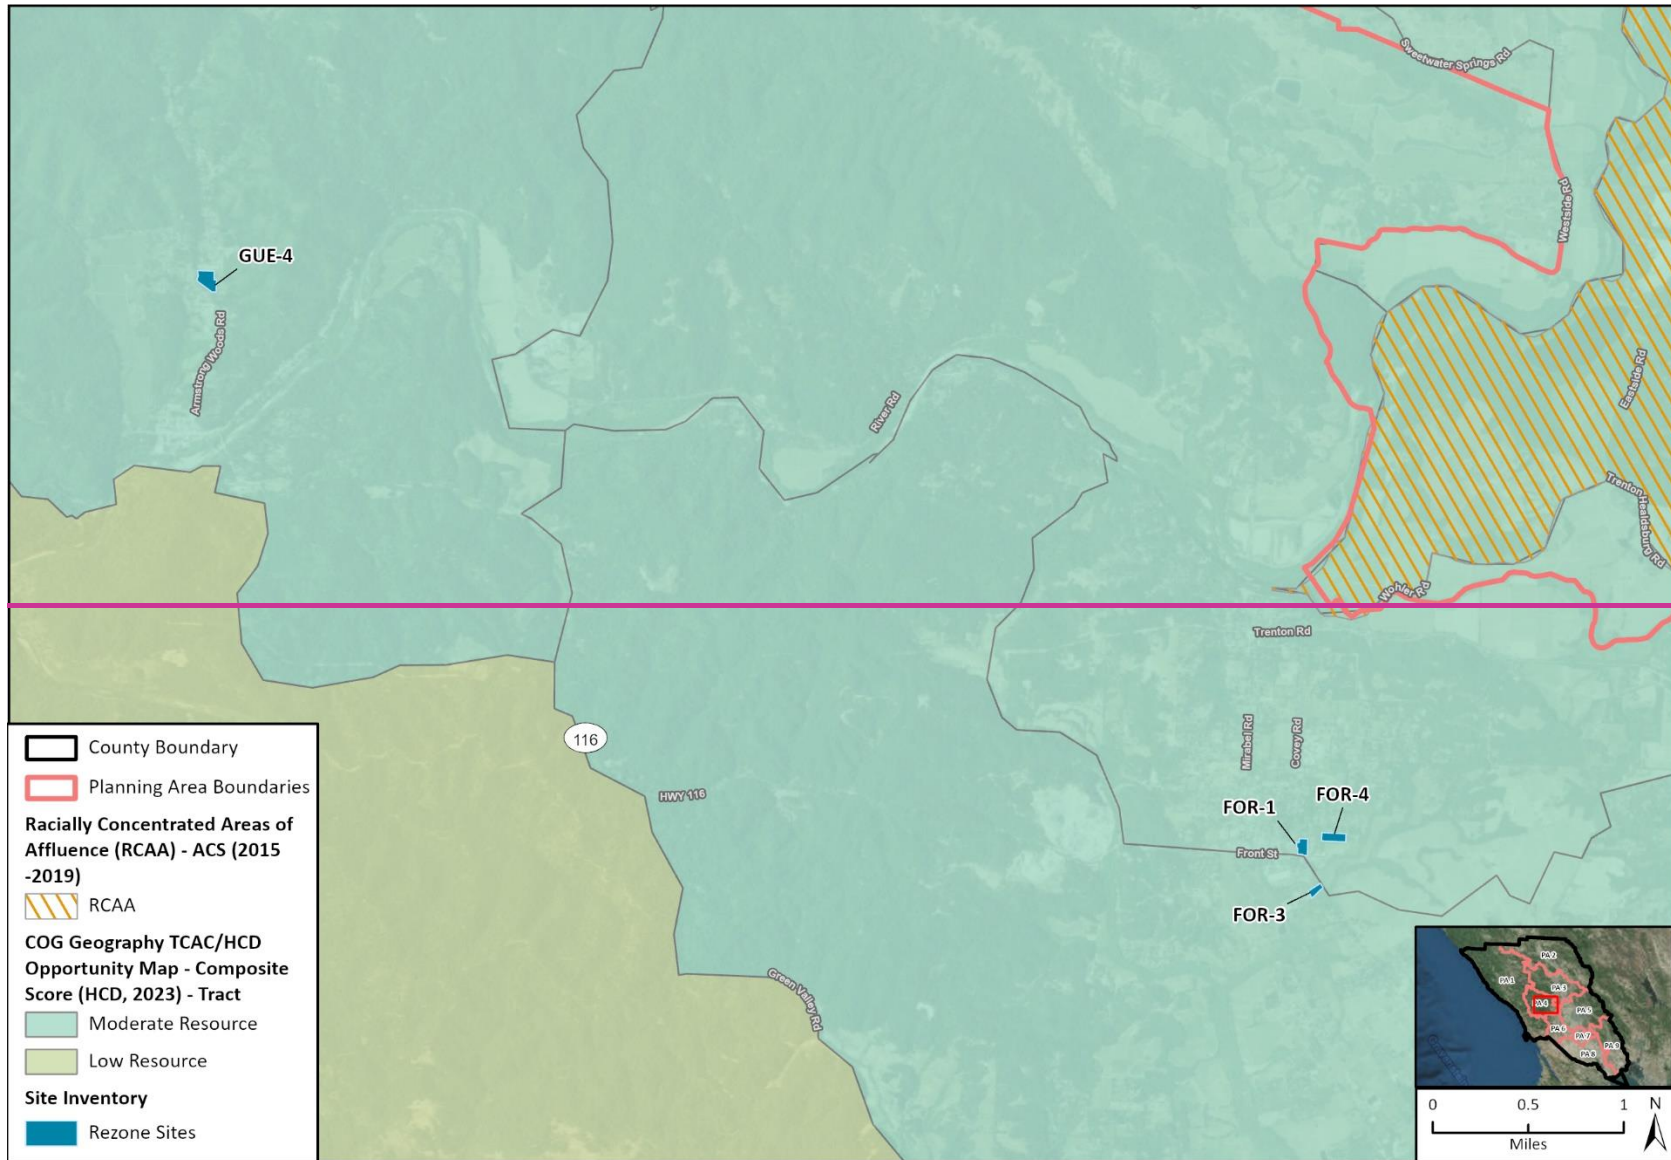 Sweetwater Springs Rd
Westside Rd
GUE-4
Armstrong Woods Rd
Eastside Rd
River Rd
Trenton Healdsburg Rd
Wohler Rd
Trenton Rd
Mirabel Rd
Covey Rd
116
HWY 116
FOR-1
FOR-4
Front St
FOR-3
Green Valley Rd
County Boundary
Planning Area Boundaries
Racially Concentrated Areas of
Affluence (RCAA) - ACS (2015
-2019)
RCAA
COG Geography TCAC/HCD
Opportunity Map - Composite
Score (HCD, 2023) - Tract
Moderate Resource
Low Resource
Site Inventory
Rezone Sites
PA 2
PA 1
PA 3
PA 5
PA 6
PA 7
PA 9
PA 8
0 0.5 1
Miles
N